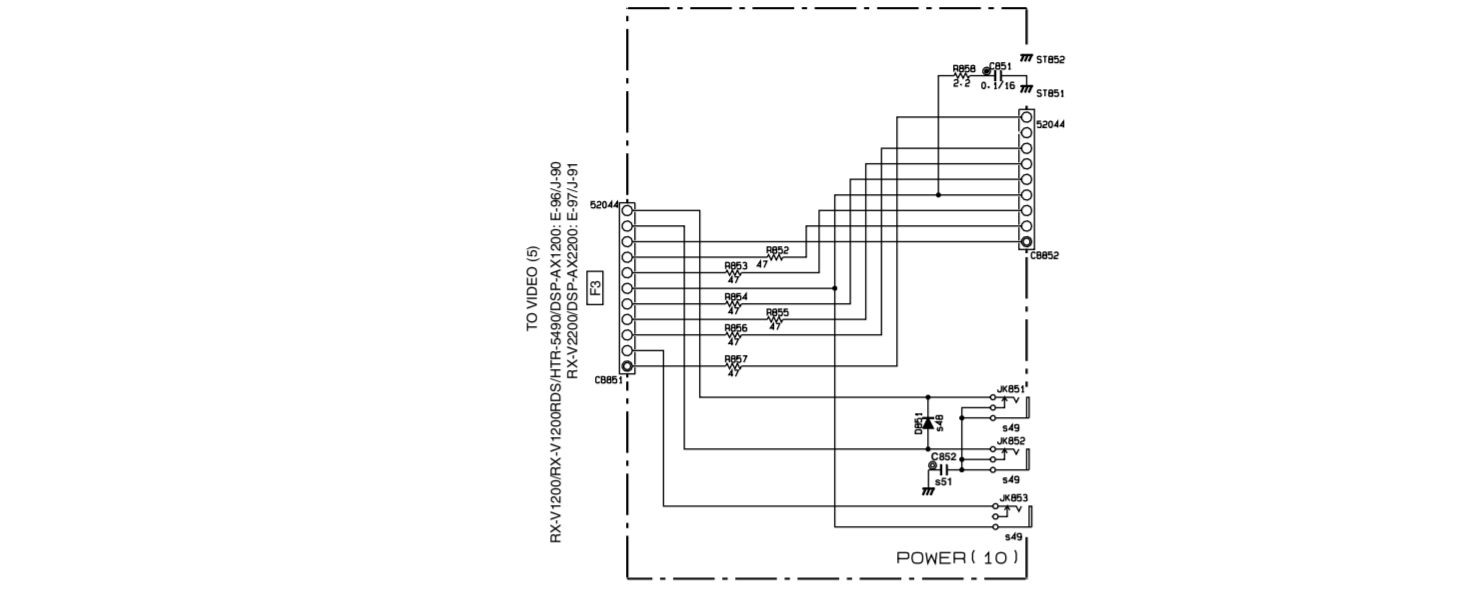 ST852
R858
C851
2.2
0.1/16
ST851
52044
52044
R852
47
CB852
R853
47
R854
47
R855
47
R856
47
R857
47
CB851
TO VIDEO (5)
RX-V1200/RX-V1200RDS/HTR-5490/DSP-AX1200: E-96/J-90
RX-V2200/DSP-AX2200: E-97/J-91
F3
JK851
D851
s48
s49
JK852
C852
s51
s49
JK853
s49
POWER( 10 )